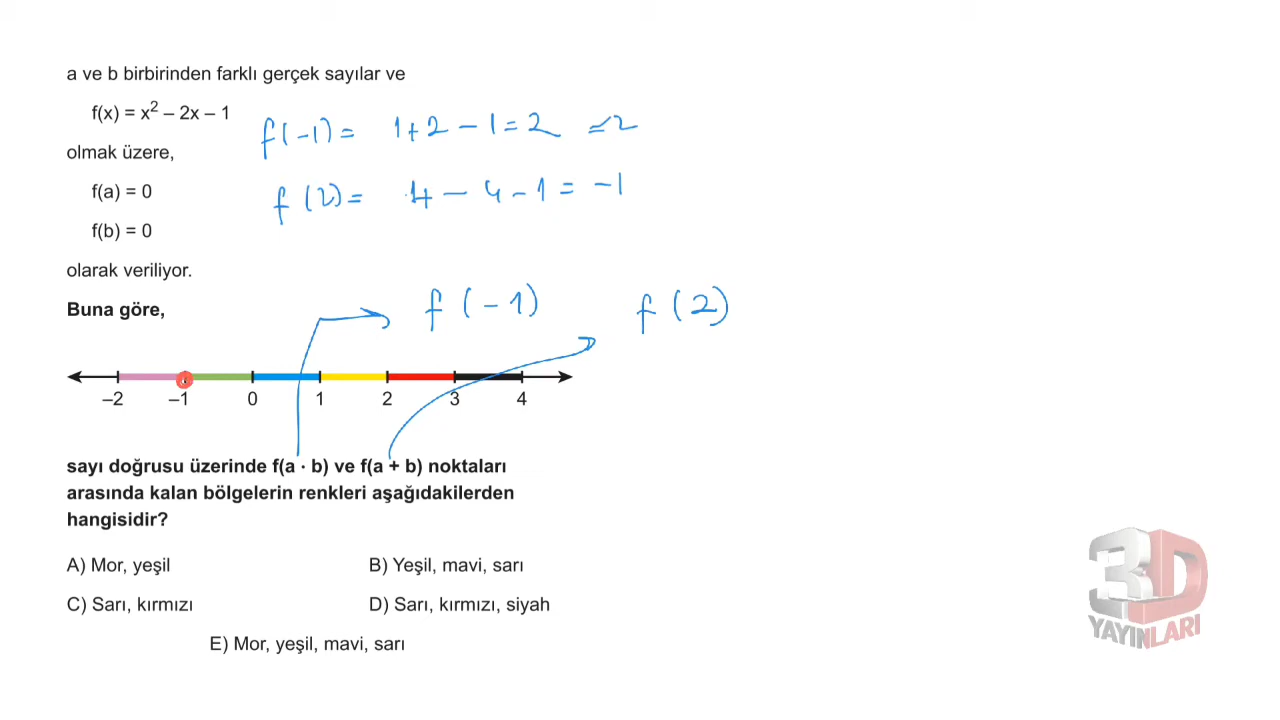 a ve b birbirinden farklı gerçek sayılar ve
f(x) = x² – 2x – 1
f(-1) = 1+2-1=2 =2
olmak üzere,
f(a) = 0
f(2) = 4-4-1 = -1
f(b) = 0
olarak veriliyor.
Buna göre,
f(-1) f(2)
–2 –1 0 1 2 3 4
sayı doğrusu üzerinde f(a · b) ve f(a + b) noktaları
arasında kalan bölgelerin renkleri aşağıdakilerden
hangisidir?
A) Mor, yeşil B) Yeşil, mavi, sarı
C) Sarı, kırmızı D) Sarı, kırmızı, siyah
E) Mor, yeşil, mavi, sarı
3D
YAYINLARI